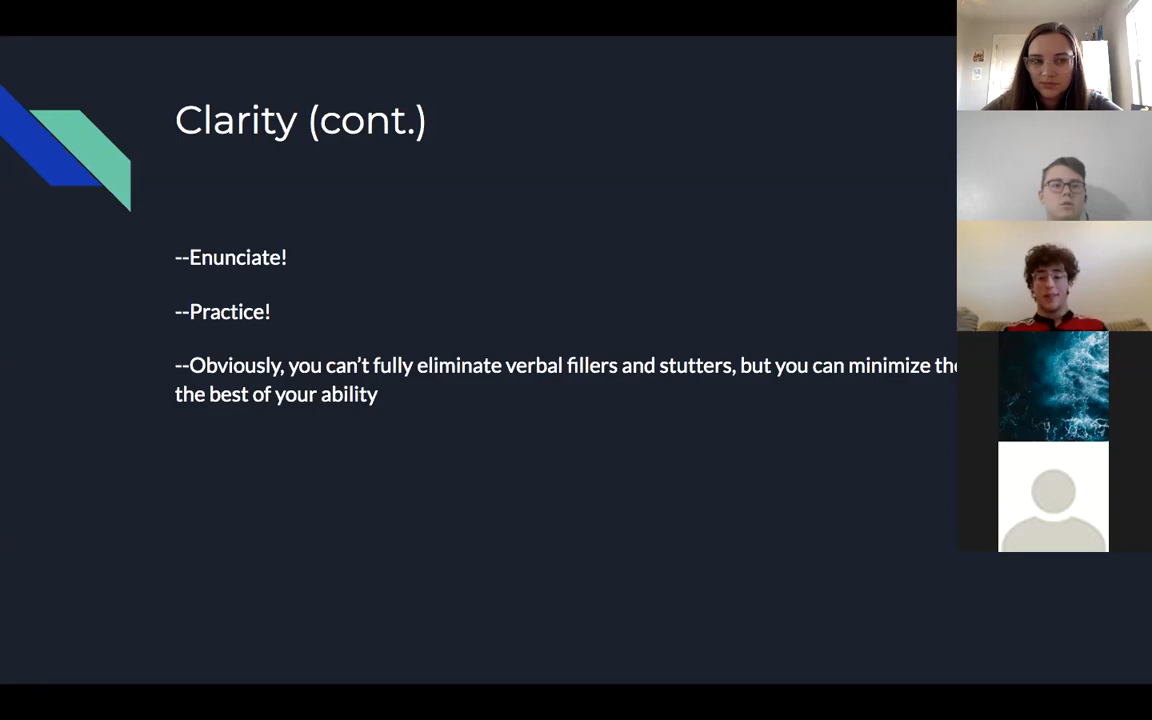 Clarity (cont.)
--Enunciate!
--Practice!
--Obviously, you can’t fully eliminate verbal fillers and stutters, but you can minimize
the best of your ability